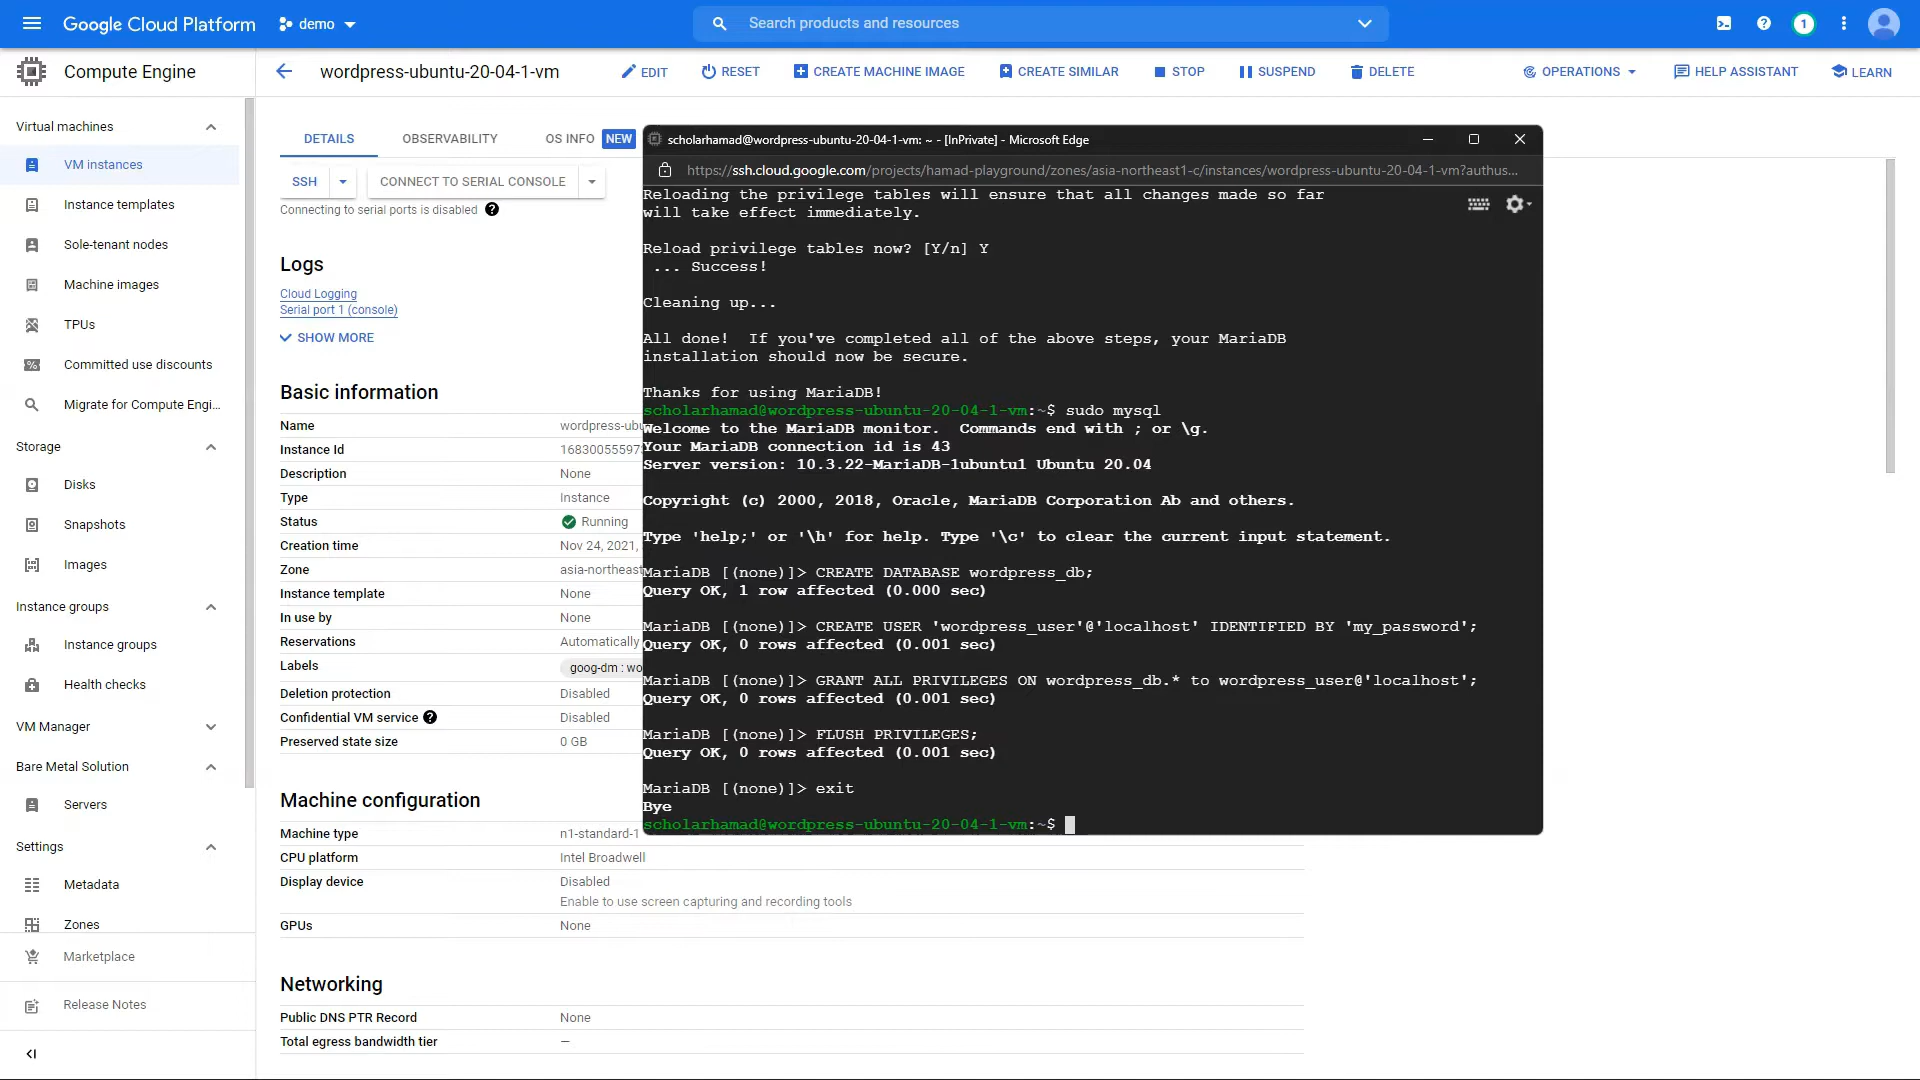 Google Cloud Platform
demo
Search products and resources
1
Compute Engine
wordpress-ubuntu-20-04-1-vm
EDIT
RESET
CREATE MACHINE IMAGE
CREATE SIMILAR
STOP
SUSPEND
DELETE
OPERATIONS
HELP ASSISTANT
LEARN
Virtual machines
VM instances
Instance templates
Sole-tenant nodes
Machine images
TPUs
Committed use discounts
Migrate for Compute Engi...
Storage
Disks
Snapshots
Images
Instance groups
Instance groups
Health checks
VM Manager
Bare Metal Solution
Servers
Settings
Metadata
Zones
Marketplace
Release Notes
DETAILS
OBSERVABILITY
OS INFO NEW
SSH
CONNECT TO SERIAL CONSOLE
Connecting to serial ports is disabled
Logs
Cloud Logging
Serial port 1 (console)
SHOW MORE
Basic information
Name wordpress-ubu
Instance Id 168300555973
Description None
Type Instance
Status Running
Creation time Nov 24, 2021,
Zone asia-northeast
Instance template None
In use by None
Reservations Automatically
Labels goog-dm : wo
Deletion protection Disabled
Confidential VM service Disabled
Preserved state size 0 GB
Machine configuration
Machine type n1-standard-1
CPU platform Intel Broadwell
Display device Disabled
Enable to use screen capturing and recording tools
GPUs None
Networking
Public DNS PTR Record None
Total egress bandwidth tier —
scholarhamad@wordpress-ubuntu-20-04-1-vm: ~ - [InPrivate] - Microsoft Edge
https://ssh.cloud.google.com/projects/hamad-playground/zones/asia-northeast1-c/instances/wordpress-ubuntu-20-04-1-vm?authus...
Reloading the privilege tables will ensure that all changes made so far
will take effect immediately.
Reload privilege tables now? [Y/n] Y
... Success!
Cleaning up...
All done!  If you've completed all of the above steps, your MariaDB
installation should now be secure.
Thanks for using MariaDB!
scholarhamad@wordpress-ubuntu-20-04-1-vm:~$ sudo mysql
Welcome to the MariaDB monitor.  Commands end with ; or \g.
Your MariaDB connection id is 43
Server version: 10.3.22-MariaDB-1ubuntu1 Ubuntu 20.04
Copyright (c) 2000, 2018, Oracle, MariaDB Corporation Ab and others.
Type 'help;' or '\h' for help. Type '\c' to clear the current input statement.
MariaDB [(none)]> CREATE DATABASE wordpress_db;
Query OK, 1 row affected (0.000 sec)
MariaDB [(none)]> CREATE USER 'wordpress_user'@'localhost' IDENTIFIED BY 'my_password';
Query OK, 0 rows affected (0.001 sec)
MariaDB [(none)]> GRANT ALL PRIVILEGES ON wordpress_db.* to wordpress_user@'localhost';
Query OK, 0 rows affected (0.001 sec)
MariaDB [(none)]> FLUSH PRIVILEGES;
Query OK, 0 rows affected (0.001 sec)
MariaDB [(none)]> exit
Bye
scholarhamad@wordpress-ubuntu-20-04-1-vm:~$